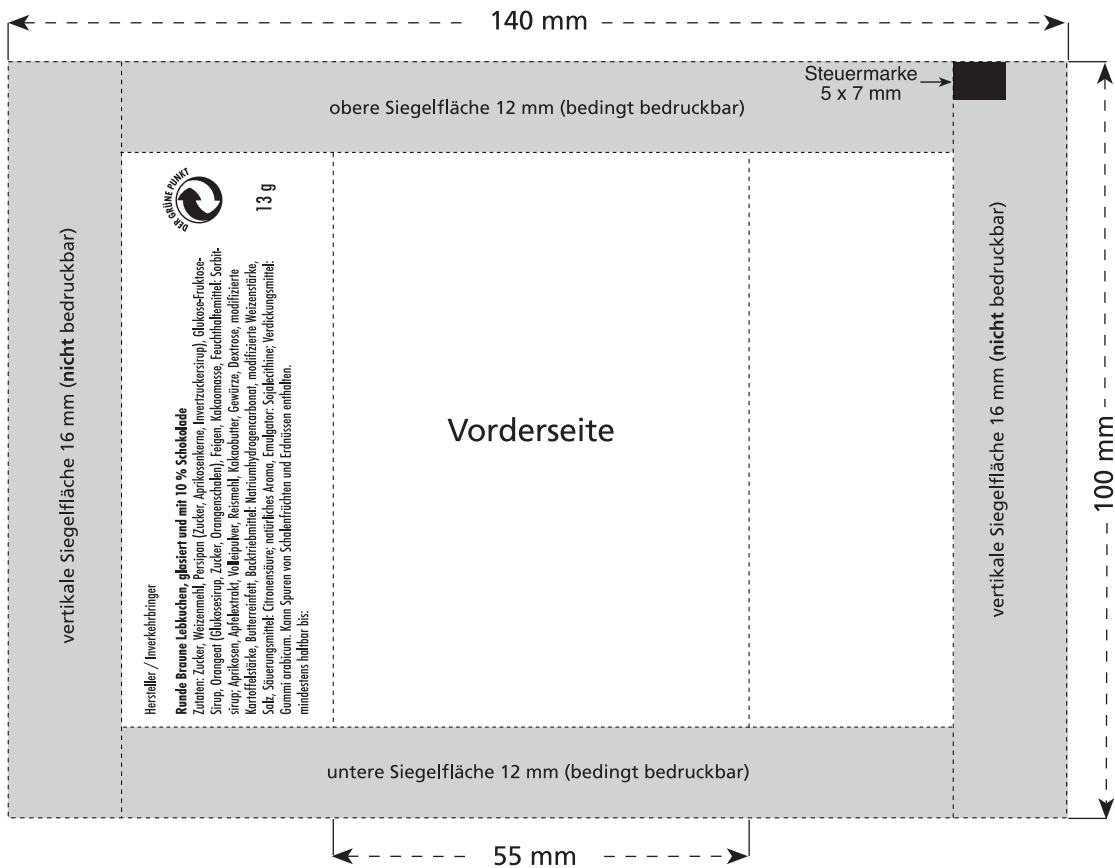 140 mm
Steuermarke
5 x 7 mm
obere Siegelfläche 12 mm (bedingt bedruckbar)
vertikale Siegelfläche 16 mm (nicht bedruckbar)
DER GRÜNE PUNKT
13 g
Hersteller / Inverkehrbringer
Runde Braune Lebkuchen, glasiert und mit 10 % Schokolade
Zutaten: Zucker, Weizenmehl, Persipan (Zucker, Aprikosenkerne, Invertzuckersirup), Glukose-Fruktose-
Sirup, Orangeat (Glukosesirup, Zucker, Orangenschalen), Feigen, Kakaomasse, Feuchthaltemittel: Sorbit-
sirup; Aprikosen, Apfelextrakt, Volleipulver, Reismehl, Kakaobutter, Gewürze, Dextrose, modifizierte
Kartoffelstärke, Butterreinfett, Backtriebmittel: Natriumhydrogencarbonat, modifizierte Weizenstärke,
Salz, Säuerungsmittel: Citronensäure; natürliches Aroma, Emulgator: Sojalecithine; Verdickungsmittel:
Gummi arabicum. Kann Spuren von Schalenfrüchten und Erdnüssen enthalten.
mindestens haltbar bis:
Vorderseite
vertikale Siegelfläche 16 mm (nicht bedruckbar)
100 mm
untere Siegelfläche 12 mm (bedingt bedruckbar)
55 mm